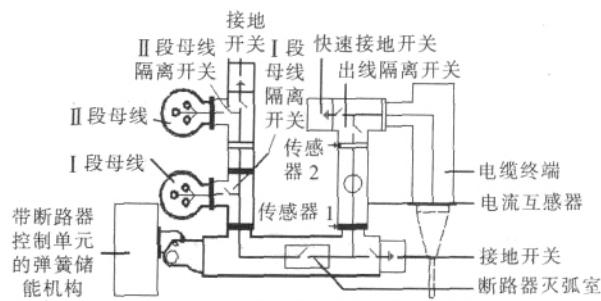 接地
开关
Ⅱ段母线
隔离开关
Ⅰ段
母线
隔离
开关
快速接地开关
出线隔离开关
Ⅱ段母线
Ⅰ段母线
传感
器2
传感
器1
电缆终端
电流互感器
带断路器
控制单元
的弹簧储
能机构
接地开关
断路器灭弧室